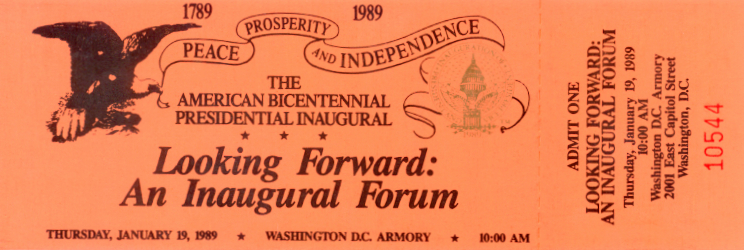 1789
1989
PEACE
PROSPERITY
AND INDEPENDENCE
THE
AMERICAN BICENTENNIAL
PRESIDENTIAL INAUGURAL
★ ★ ★
Looking Forward:
An Inaugural Forum
THURSDAY, JANUARY 19, 1989 ★ WASHINGTON D.C. ARMORY ★ 10:00 AM
ADMIT ONE
LOOKING FORWARD:
AN INAUGURAL FORUM
Thursday, January 19, 1989
10:00 AM
Washington D.C. Armory
2001 East Capitol Street
Washington, D.C.
10544